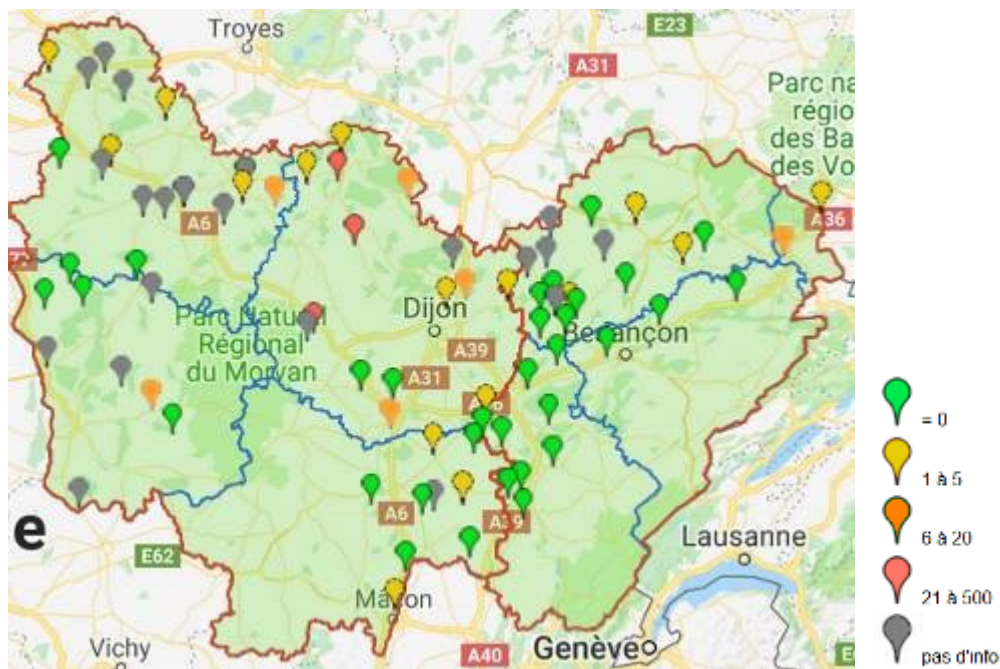 Troyes
E23
A31
Parc na
régio
des Ba
des Vo
A36
A6
Dijon
Parc Naturel
Régional
du Morvan
Besançon
A39
A31
A6
A39
e
E62
Lausanne
Mâcon
Genève
Vichy
A40
= 0
1 à 5
6 à 20
21 à 500
pas d'info